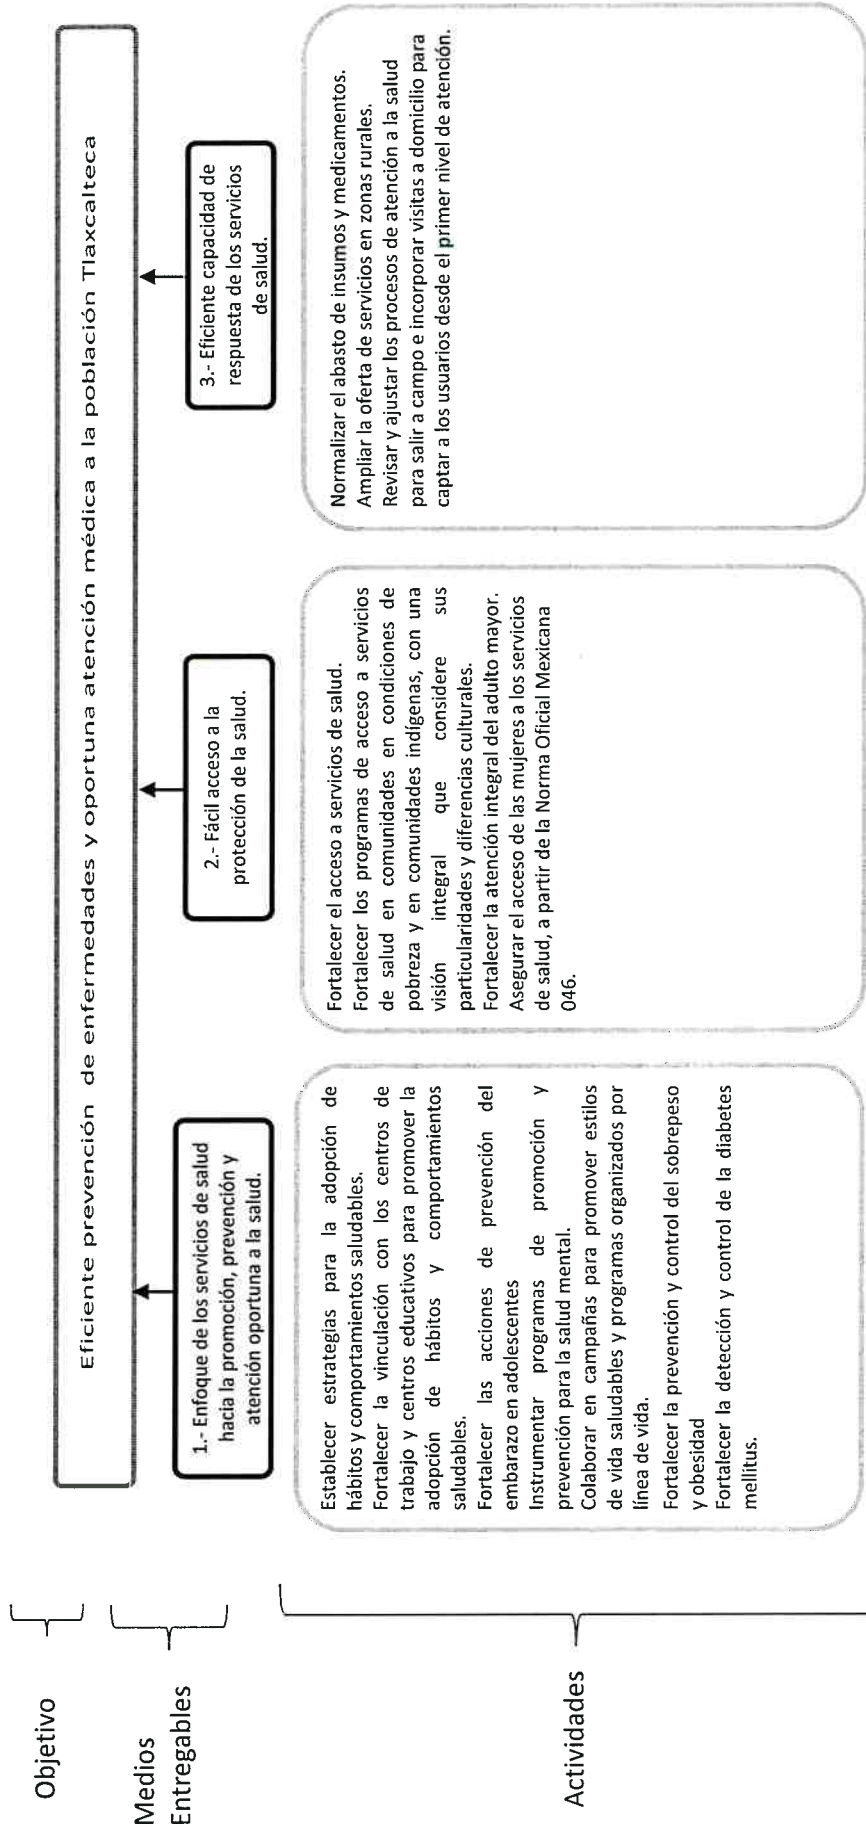 Objetivo
Eficiente prevención de enfermedades y oportuna atención médica a la población Tlaxcalteca
Medios
Entregables
1.- Enfoque de los servicios de salud
hacia la promoción, prevención y
atención oportuna a la salud.
2.- Fácil acceso a la
protección de la salud.
3.- Eficiente capacidad de
respuesta de los servicios
de salud.
Actividades
Establecer estrategias para la adopción de
hábitos y comportamientos saludables.
Fortalecer la vinculación con los centros de
trabajo y centros educativos para promover la
adopción de hábitos y comportamientos
saludables.
Fortalecer las acciones de prevención del
embarazo en adolescentes
Instrumentar programas de promoción y
prevención para la salud mental.
Colaborar en campañas para promover estilos
de vida saludables y programas organizados por
línea de vida.
Fortalecer la prevención y control del sobrepeso
y obesidad
Fortalecer la detección y control de la diabetes
mellitus.
Fortalecer el acceso a servicios de salud.
Fortalecer los programas de acceso a servicios
de salud en comunidades en condiciones de
pobreza y en comunidades indígenas, con una
visión integral que considere sus
particularidades y diferencias culturales.
Fortalecer la atención integral del adulto mayor.
Asegurar el acceso de las mujeres a los servicios
de salud, a partir de la Norma Oficial Mexicana
046.
Normalizar el abasto de insumos y medicamentos.
Ampliar la oferta de servicios en zonas rurales.
Revisar y ajustar los procesos de atención a la salud
para salir a campo e incorporar visitas a domicilio para
captar a los usuarios desde el primer nivel de atención.